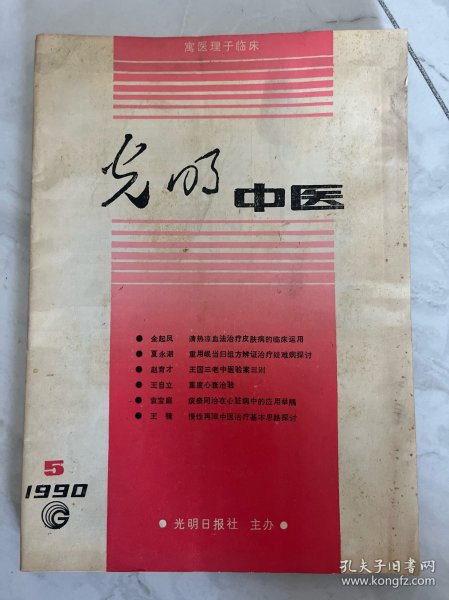 寓医理于临床
光明
中医
● 金起凤 清热凉血法治疗皮肤病的临床运用
● 夏永潮 重用岷当归组方辨证治疗疑难病探讨
● 赵育才 王国三老中医验案三则
● 王自立 重度心衰治验
● 袁宝庭 痰瘀同治在心脏病中的应用举隅
● 王 慎性再障中医治疗基本思路探讨
5
1990
G
● 光明日报社 主办 ●
孔夫子旧书网
www.kongfz.com